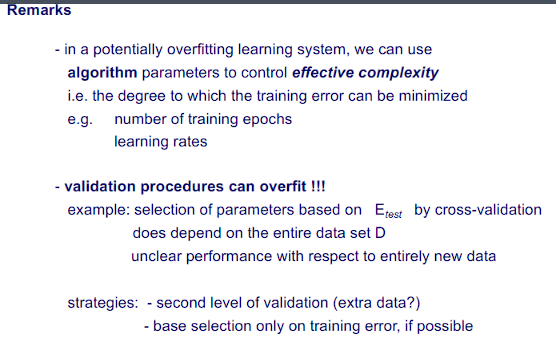 Remarks
- in a potentially overfitting learning system, we can use
algorithm parameters to control effective complexity
i.e. the degree to which the training error can be minimized
e.g. number of training epochs
learning rates
- validation procedures can overfit !!!
example: selection of parameters based on Etest by cross-validation
does depend on the entire data set D
unclear performance with respect to entirely new data
strategies: - second level of validation (extra data?)
- base selection only on training error, if possible